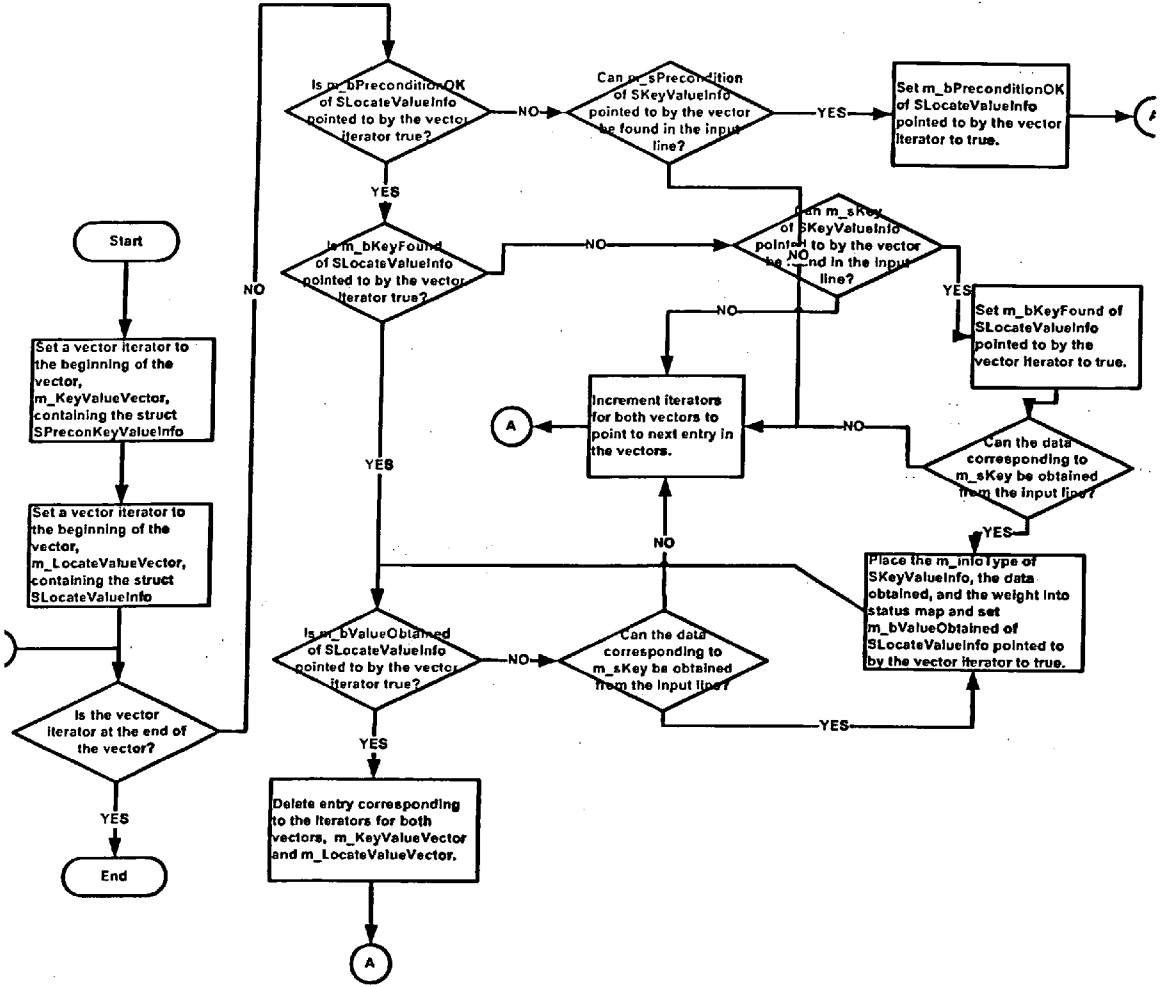 Start
Set a vector iterator to
the beginning of the
vector,
m_KeyValueVector,
containing the struct
SPreconKeyValueInfo
Set a vector iterator to
the beginning of the
vector,
m_LocateValueVector,
containing the struct
SLocateValueInfo
Is the vector
iterator at the end of
the vector?
YES
End
NO
Is m_bPreconditionOK
of SLocateValueInfo
pointed to by the vector
iterator true?
NO
Can m_sPrecondition
of SKeyValueInfo
pointed to by the vector
be found in the input
line?
YES
Set m_bPreconditionOK
of SLocateValueInfo
pointed to by the vector
iterator to true.
A
YES
Is m_bKeyFound
of SLocateValueInfo
pointed to by the vector
iterator true?
NO
Can m_sKey
of SKeyValueInfo
pointed to by the vector
be found in the input
line?
NO
YES
Set m_bKeyFound of
SLocateValueInfo
pointed to by the
vector iterator to true.
NO
Increment iterators
for both vectors to
point to next entry in
the vectors.
A
NO
Can the data
corresponding to
m_sKey be obtained
from the input line?
YES
YES
NO
Place the m_infoType of
SKeyValueInfo, the data
obtained, and the weight into
status map and set
m_bValueObtained of
SLocateValueInfo pointed to
by the vector iterator to true.
Is m_bValueObtained
of SLocateValueInfo
pointed to by the vector
iterator true?
NO
Can the data
corresponding to
m_sKey be obtained
from the input line?
YES
YES
Delete entry corresponding
to the iterators for both
vectors, m_KeyValueVector
and m_LocateValueVector.
A